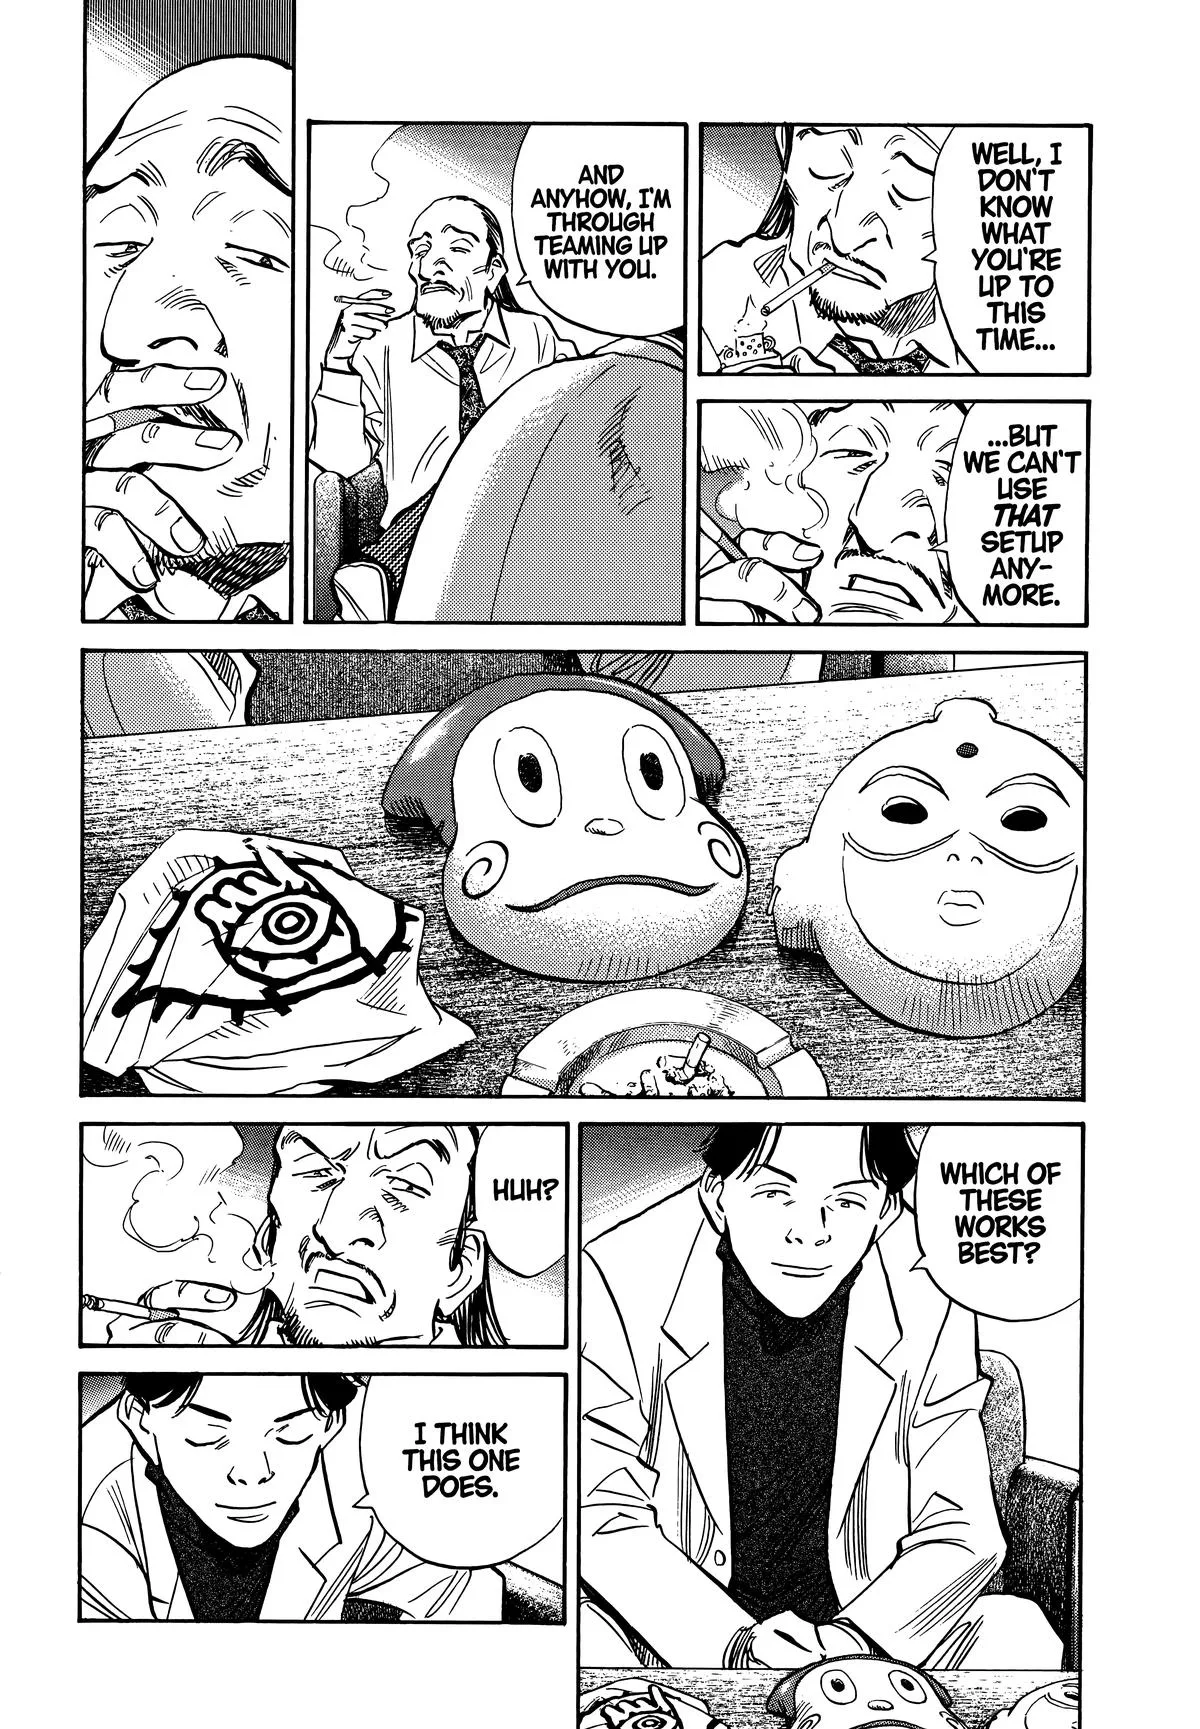 WELL, I
DON'T
KNOW
WHAT
YOU'RE
UP TO
THIS
TIME...
...BUT
WE CAN'T
USE
THAT
SETUP
ANY-
MORE.
AND
ANYHOW, I'M
THROUGH
TEAMING UP
WITH YOU.
WHICH OF
THESE
WORKS
BEST?
HUH?
I THINK
THIS ONE
DOES.